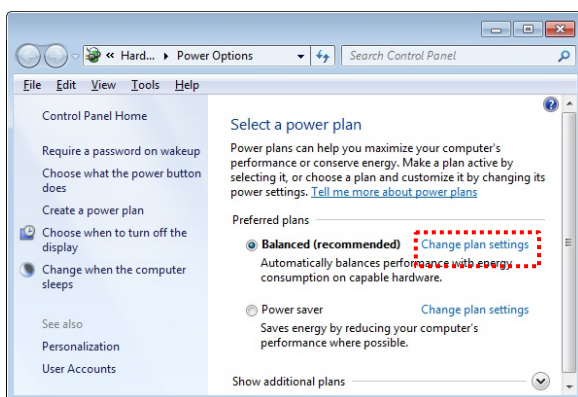 « Hard... ▸ Power Options
Search Control Panel
File Edit View Tools Help
Control Panel Home
Require a password on wakeup
Choose what the power button
does
Create a power plan
Choose when to turn off the
display
Change when the computer
sleeps
See also
Personalization
User Accounts
Select a power plan
Power plans can help you maximize your computer's
performance or conserve energy. Make a plan active by
selecting it, or choose a plan and customize it by changing its
power settings. Tell me more about power plans
Preferred plans
Balanced (recommended) Change plan settings
Automatically balances performance with energy
consumption on capable hardware.
Power saver Change plan settings
Saves energy by reducing your computer's
performance where possible.
Show additional plans